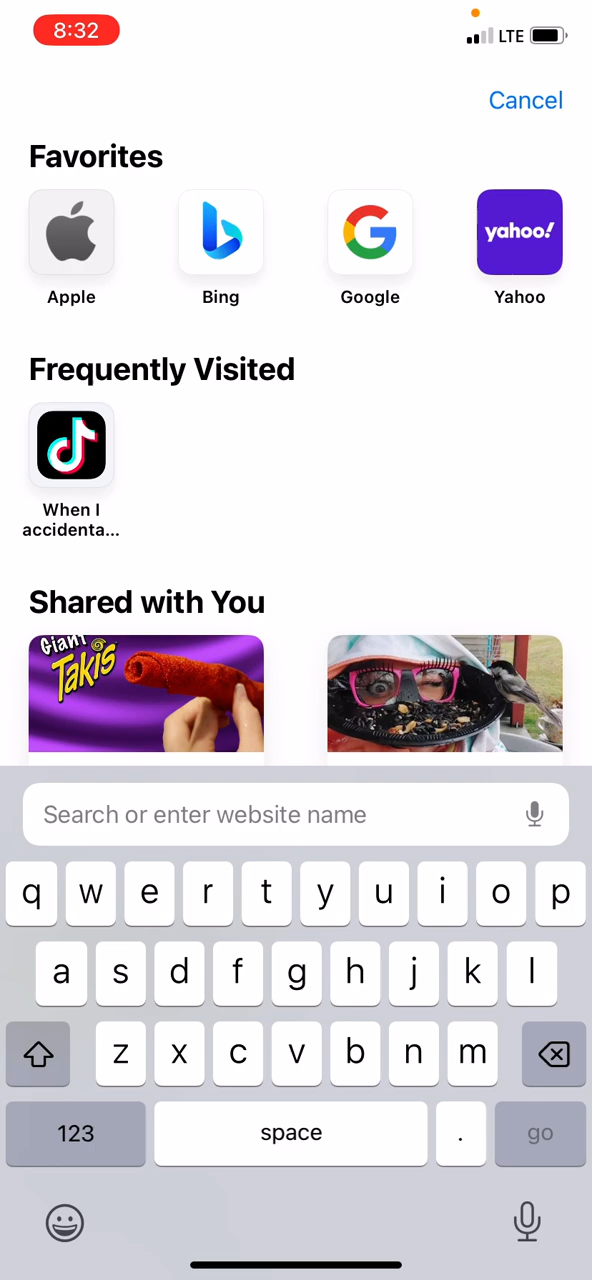 8:32
LTE
Cancel
Favorites
yahoo!
Apple Bing Google Yahoo
Frequently Visited
When I
accidenta...
Shared with You
Giant
Takis
Search or enter website name
q w e r t y u i o p
a s d f g h j k l
z x c v b n m
123 space . go